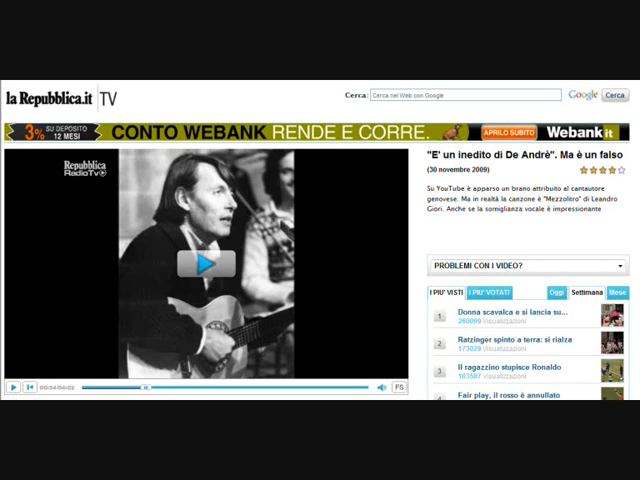 la Repubblica.it TV
Cerca: Cerca nel Web con Google Google Cerca
3% SU DEPOSITO 12 MESI CONTO WEBANK RENDE E CORRE. APRILO SUBITO Webank.it
Repubblica
RadioTv
"E' un inedito di De Andrè". Ma è un falso
(30 novembre 2009)
Su YouTube è apparso un brano attribuito al cantautore
genovese. Ma in realtà la canzone è "Mezzolitro" di Leandro
Giori. Anche se la somiglianza vocale è impressionante
PROBLEMI CON I VIDEO?
I PIU' VISTI I PIU' VOTATI Oggi Settimana Mese
1 Donna scavalca e si lancia su...
260099 Visualizzazioni
2 Ratzinger spinto a terra: si rialza
173029 Visualizzazioni
3 Il ragazzino stupisce Ronaldo
163587 Visualizzazioni
4 Fair play, il rosso è annullato
00:54/04:02 FS